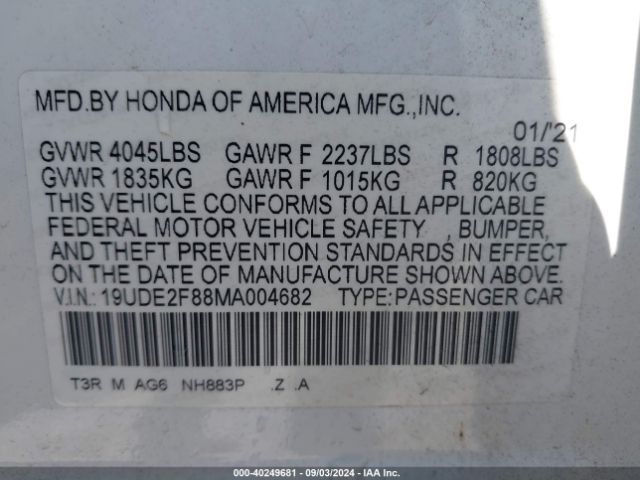 MFD.BY HONDA OF AMERICA MFG.,INC.
01/'21
GVWR 4045LBS GAWR F 2237LBS R 1808LBS
GVWR 1835KG GAWR F 1015KG R 820KG
THIS VEHICLE CONFORMS TO ALL APPLICABLE
FEDERAL MOTOR VEHICLE SAFETY , BUMPER,
AND THEFT PREVENTION STANDARDS IN EFFECT
ON THE DATE OF MANUFACTURE SHOWN ABOVE.
V.I.N.: 19UDE2F88MA004682 TYPE:PASSENGER CAR
T3R M AG6 NH883P .Z .A
000-40249681 - 09/03/2024 - IAA Inc.